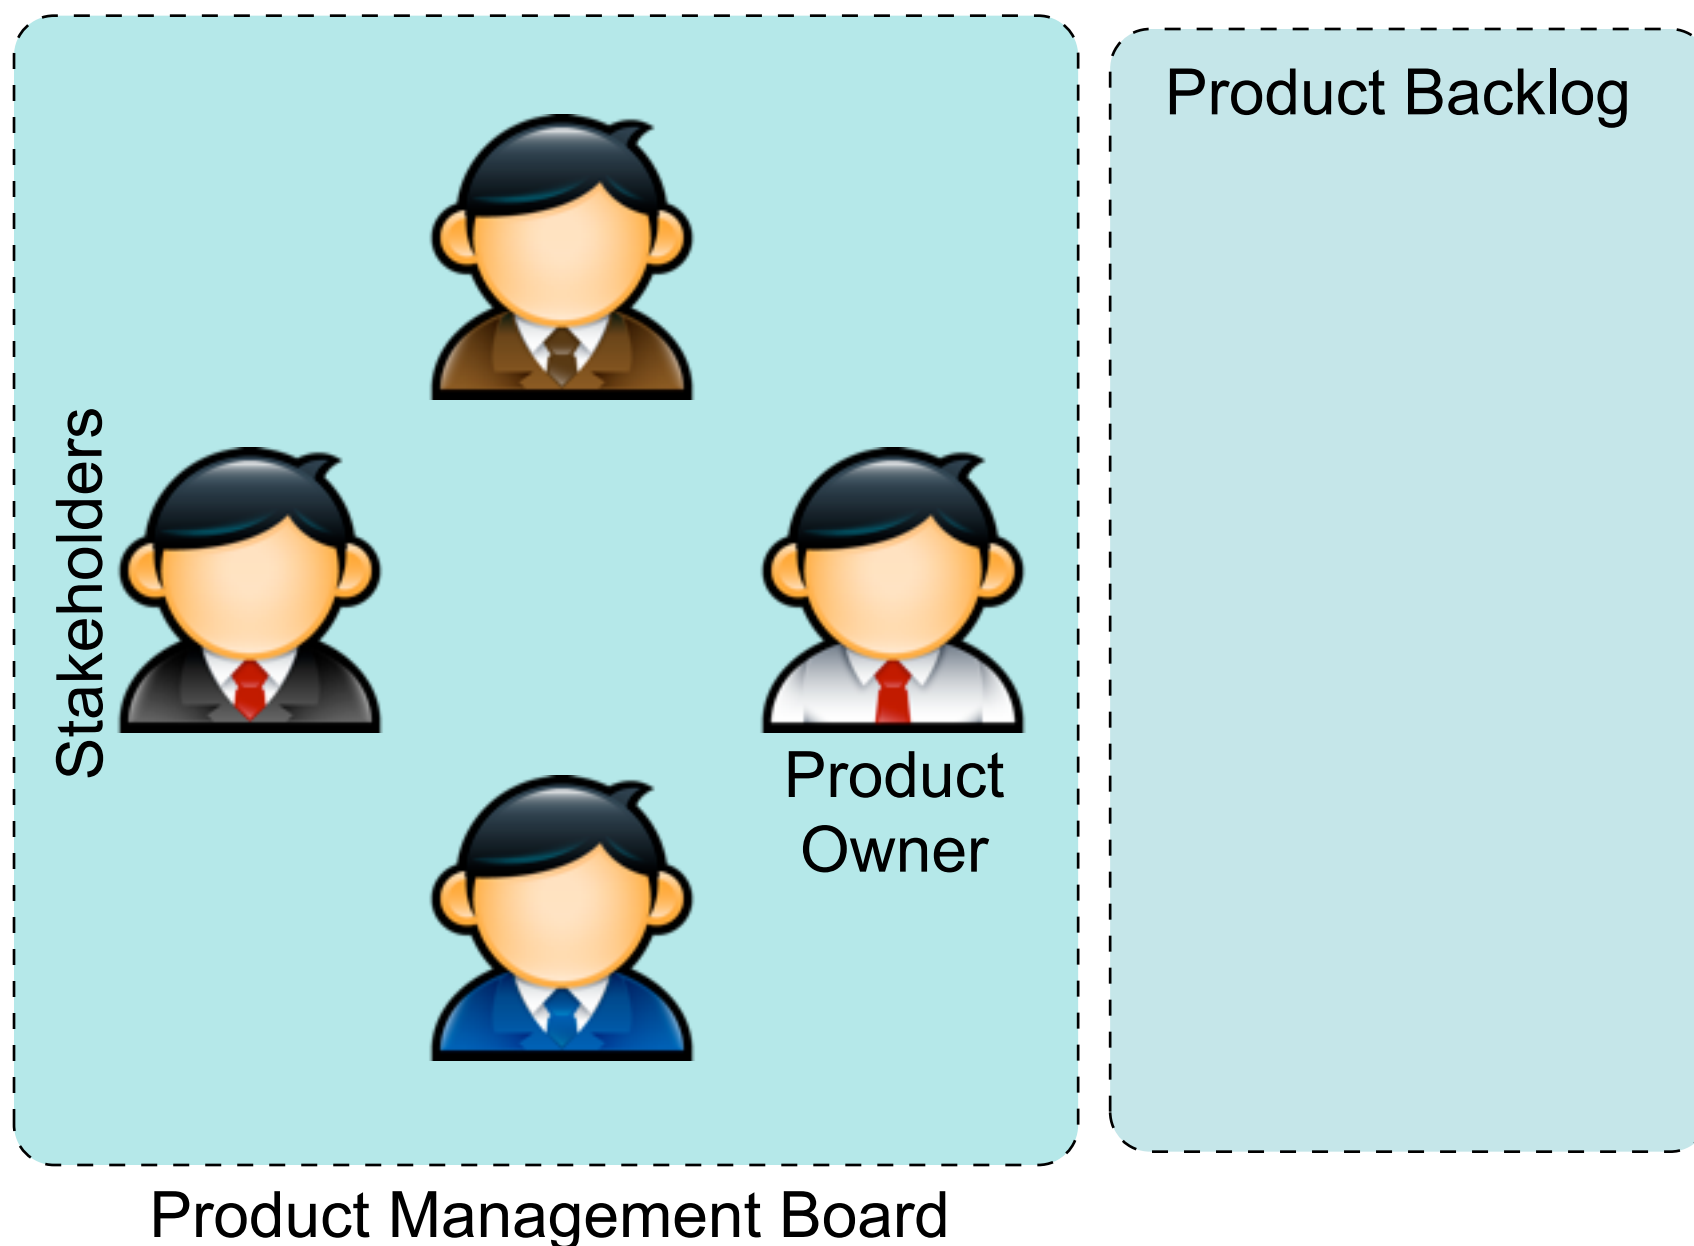 Product Backlog
Stakeholders
Product
Owner
Product Management Board